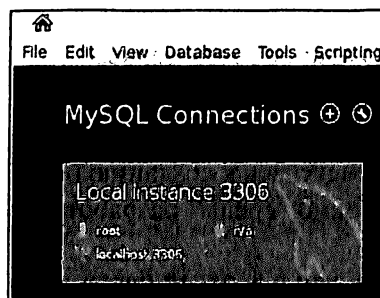 File Edit View Database Tools Scripting
MySQL Connections
Local instance 3306
root n/a
localhost:3306